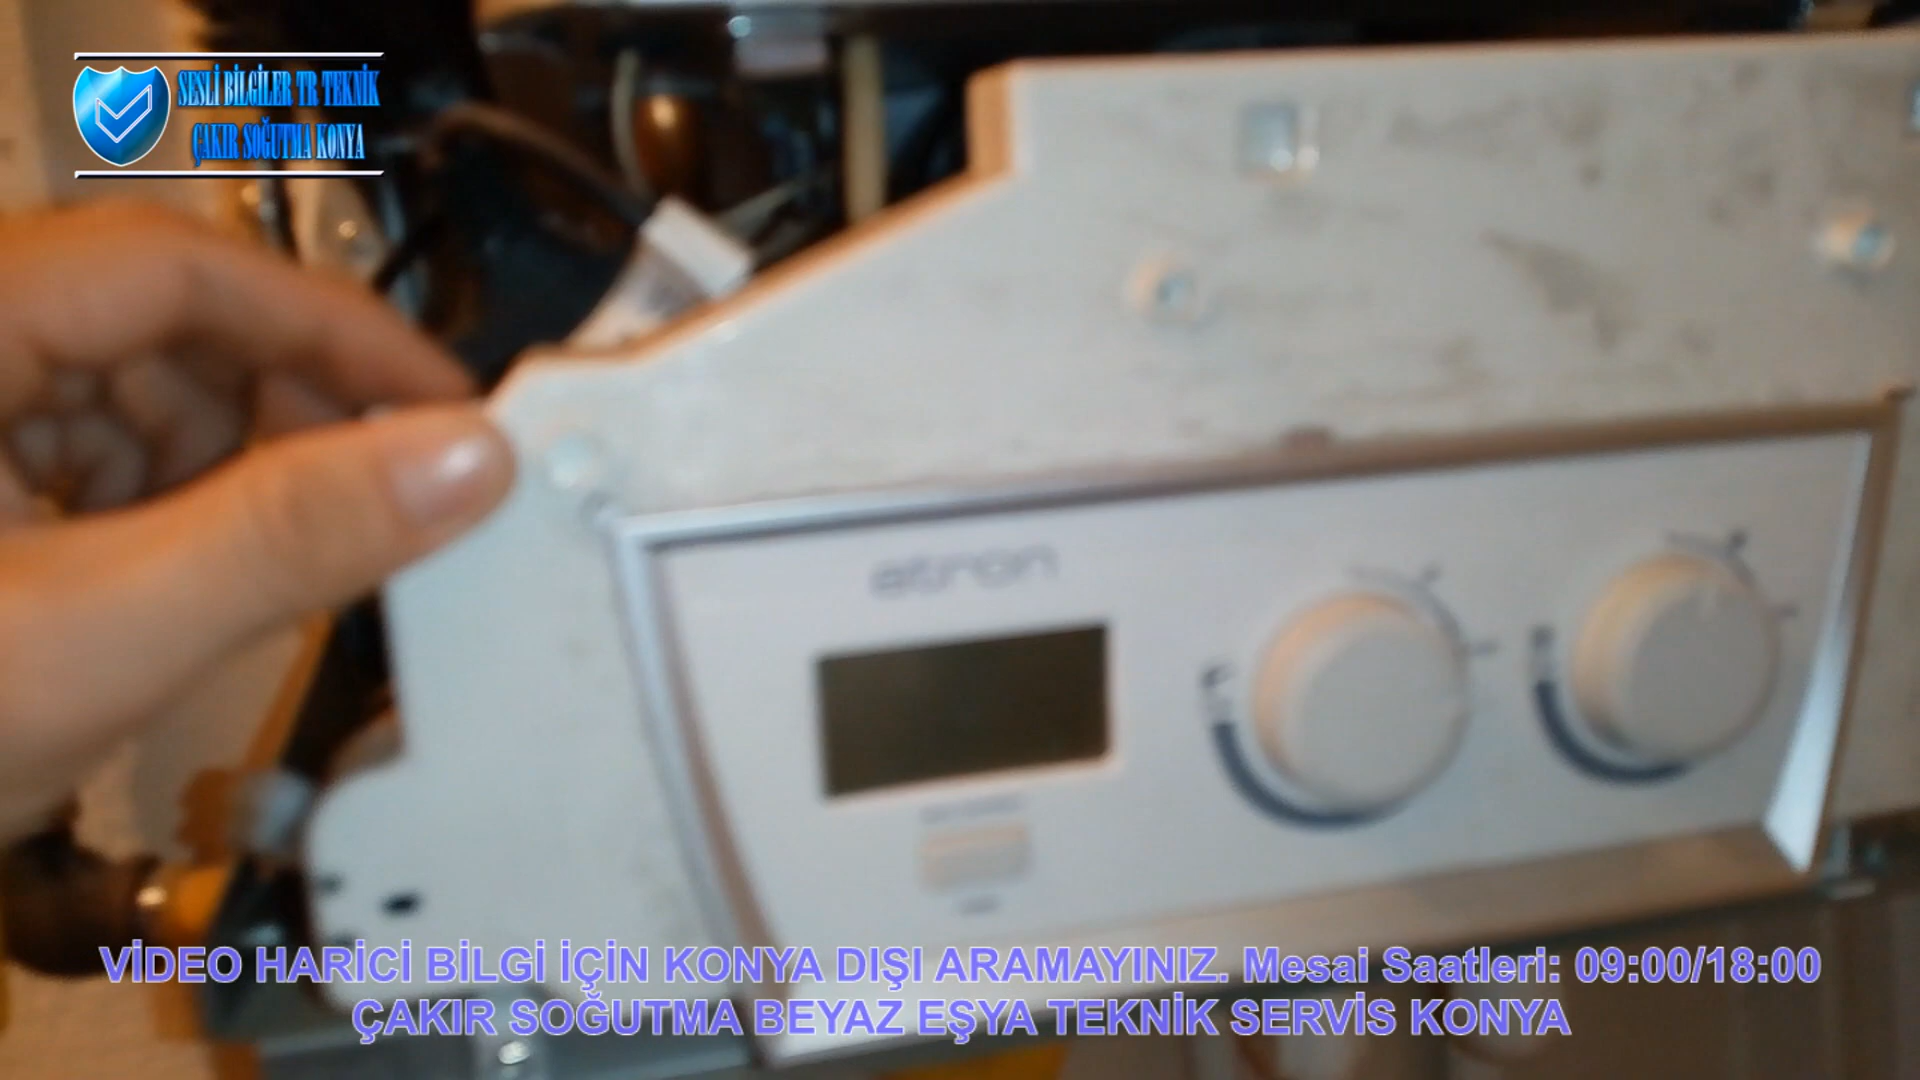 SESLİ BİLGİLER TR TEKNİK
ÇAKIR SOĞUTMA KONYA
etron
VİDEO HARİCİ BİLGİ İÇİN KONYA DIŞI ARAMAYINIZ. Mesai Saatleri: 09:00/18:00
ÇAKIR SOĞUTMA BEYAZ EŞYA TEKNİK SERVİS KONYA